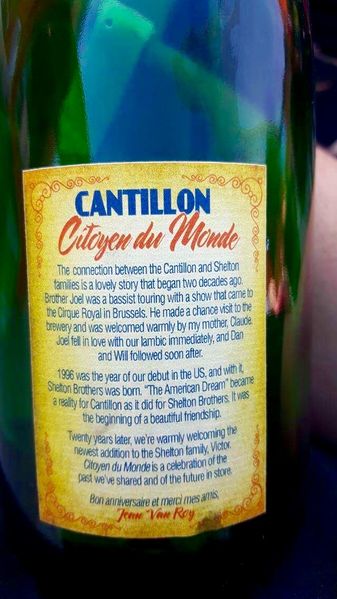 CANTILLON
Citoyen du Monde
The connection between the Cantillon and Shelton
families is a lovely story that began two decades ago.
Brother Joel was a bassist touring with a show that came to
the Cirque Royal in Brussels. He made a chance visit to the
brewery and was welcomed warmly by my mother, Claude.
Joel fell in love with our lambic immediately, and Dan
and Will followed soon after.
1996 was the year of our debut in the US, and with it,
Shelton Brothers was born. "The American Dream" became
a reality for Cantillon as it did for Shelton Brothers. It was
the beginning of a beautiful friendship.
Twenty years later, we're warmly welcoming the
newest addition to the Shelton family, Victor.
Citoyen du Monde is a celebration of the
past we've shared and of the future in store.
Bon anniversaire et merci mes amis,
Jean Van Roy